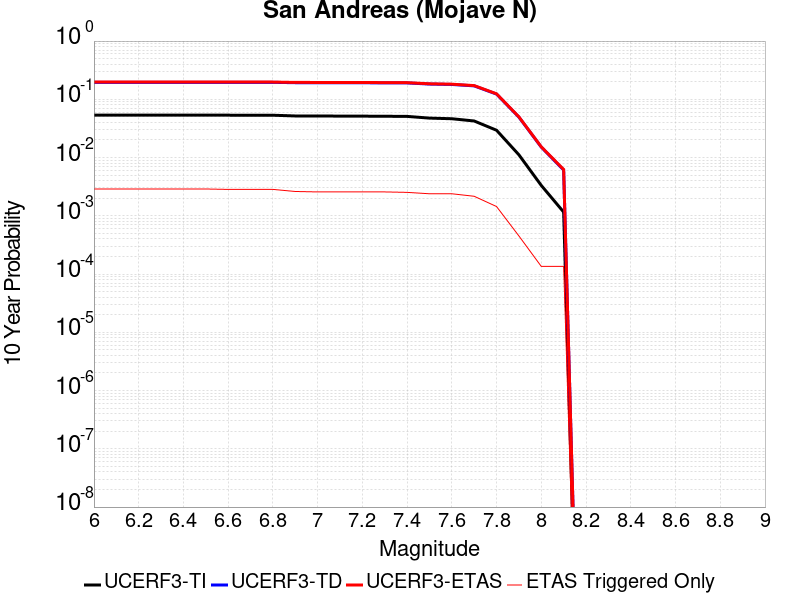 San Andreas (Mojave N)
10 0
10 -1
10 -2
10 -3
10 -4
10 -5
10 -6
10 -7
10 -8
10 Year Probability
6 6.2 6.4 6.6 6.8 7 7.2 7.4 7.6 7.8 8 8.2 8.4 8.6 8.8 9
Magnitude
UCERF3-TI UCERF3-TD UCERF3-ETAS ETAS Triggered Only